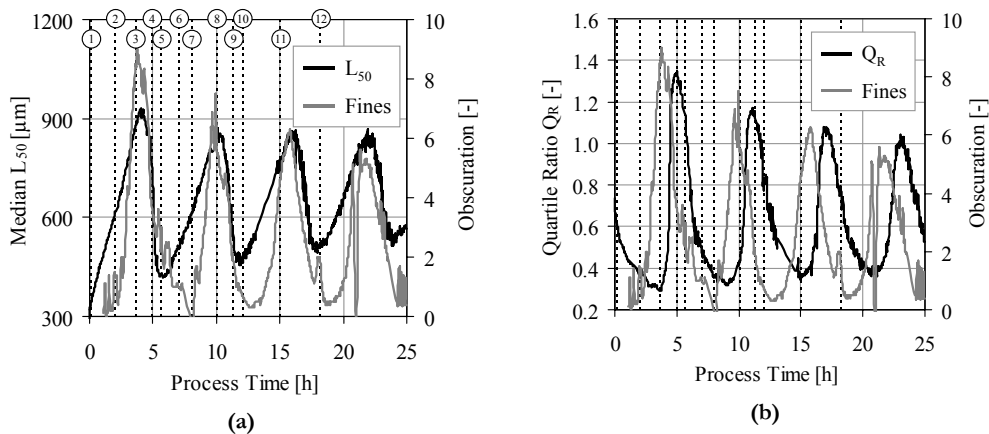 1200
900
600
300
Median L50 [µm]
1 2 3 4 5 6 7 8 9 10 11 12
L50
Fines
10
8
6
4
2
0
Obscuration [-]
0 5 10 15 20 25
Process Time [h]
(a)
1.6
1.4
1.2
1.0
0.8
0.6
0.4
0.2
Quartile Ratio QR [-]
QR
Fines
10
8
6
4
2
0
Obscuration [-]
0 5 10 15 20 25
Process Time [h]
(b)